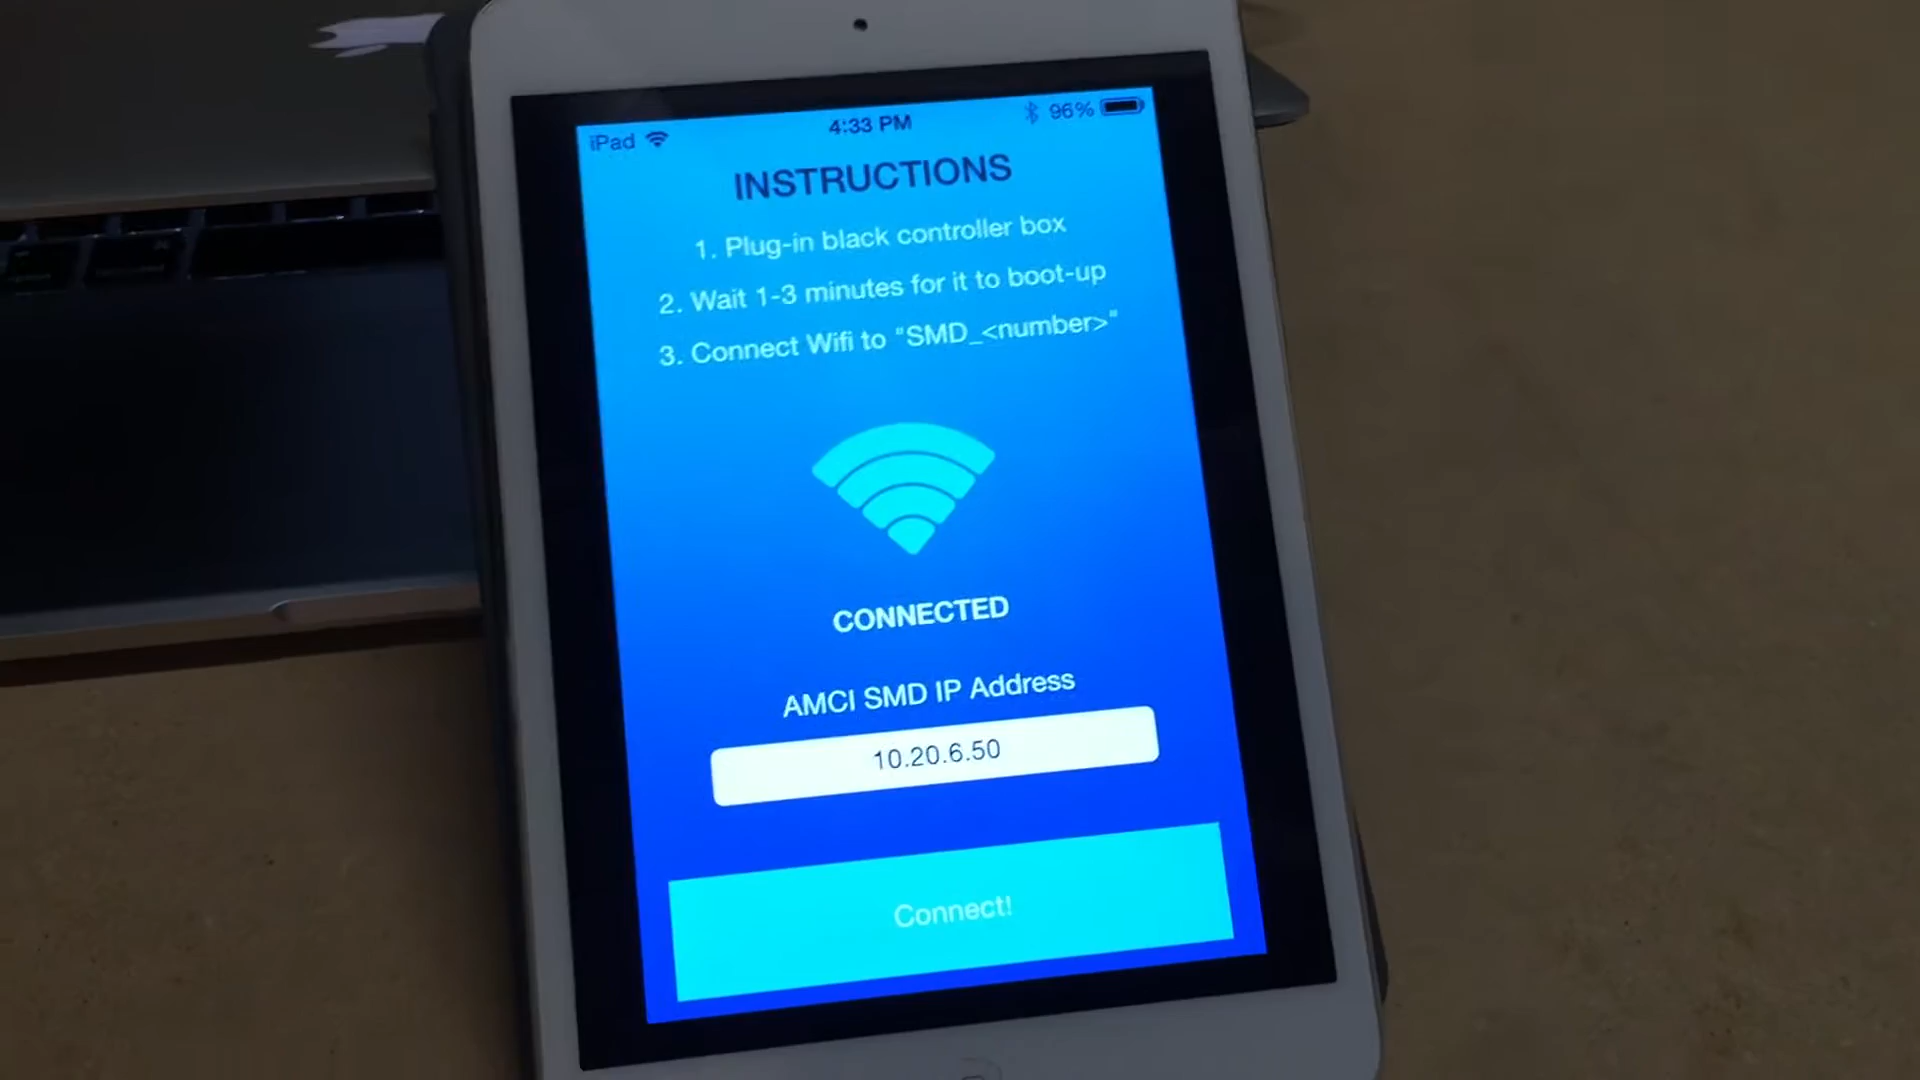 iPad 4:33 PM 96%
INSTRUCTIONS
1. Plug-in black controller box
2. Wait 1-3 minutes for it to boot-up
3. Connect Wifi to "SMD_<number>"
CONNECTED
AMCI SMD IP Address
10.20.6.50
Connect!